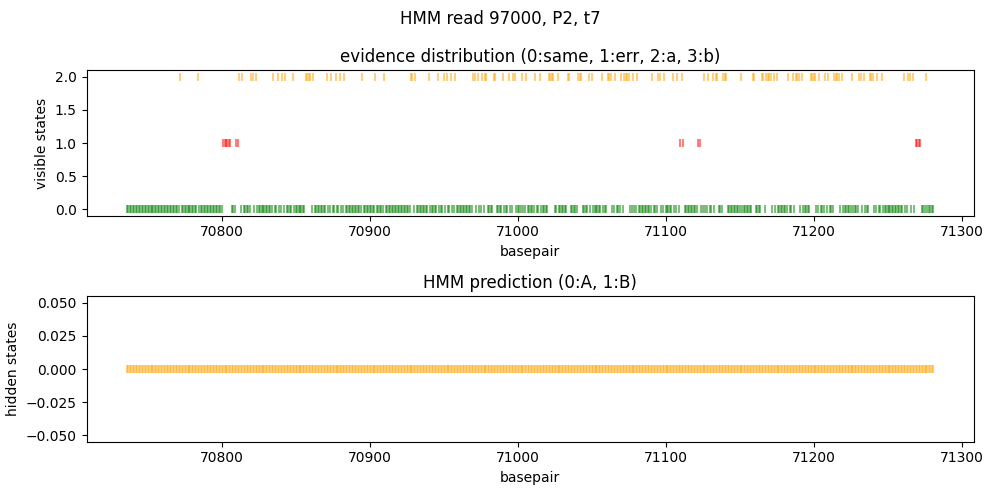 HMM read 97000, P2, t7
evidence distribution (0:same, 1:err, 2:a, 3:b)
2.0
1.5
1.0
0.5
0.0
visible states
70800 70900 71000 71100 71200 71300
basepair
HMM prediction (0:A, 1:B)
0.050
0.025
0.000
−0.025
−0.050
hidden states
70800 70900 71000 71100 71200 71300
basepair